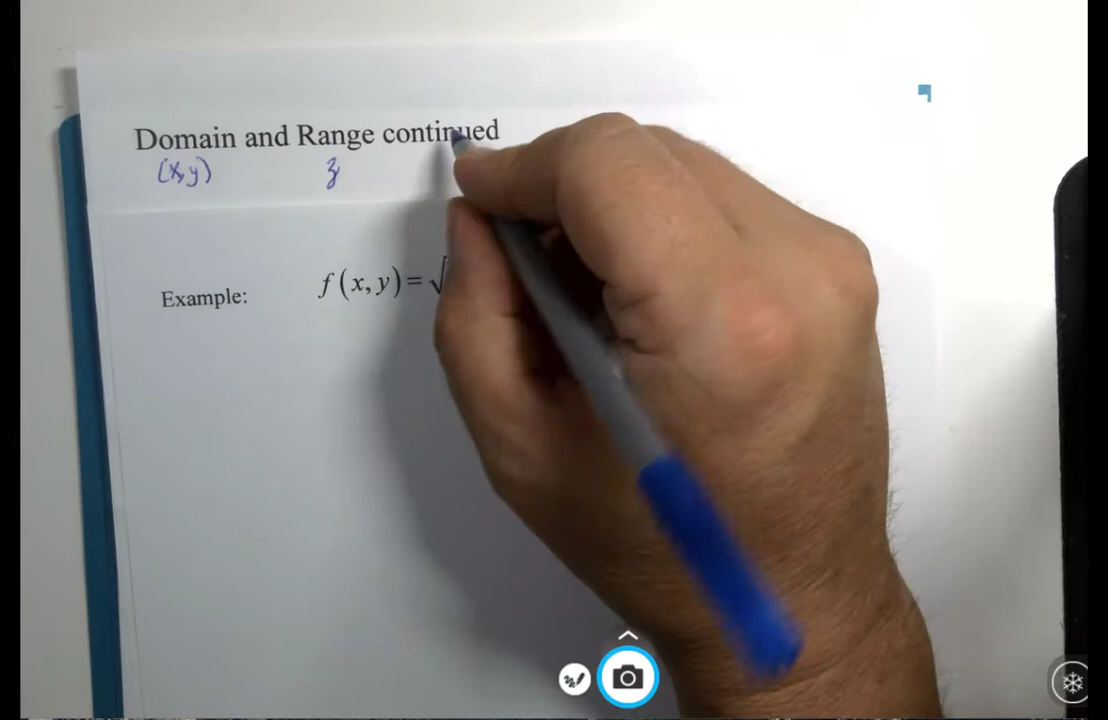 Domain and Range continued
(x,y) z
Example: f(x, y) = √